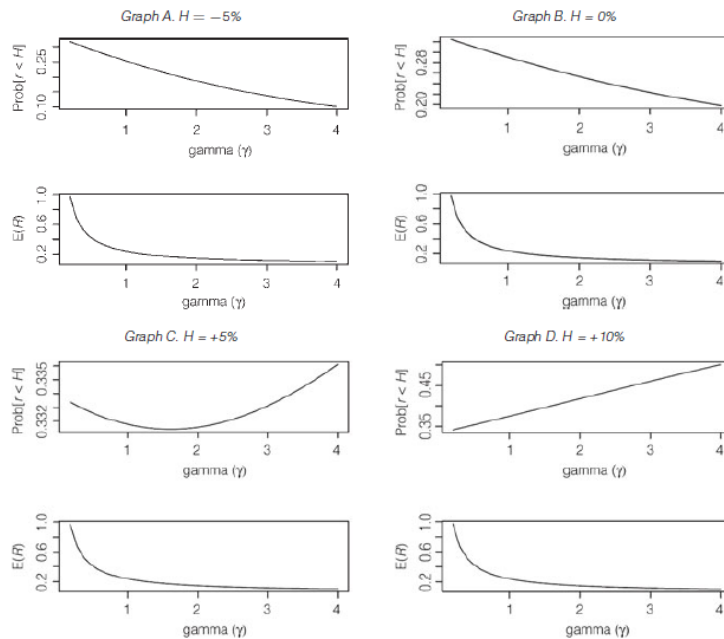 Graph A. H = −5%
Prob[r < H]
0.25
0.10
1 2 3 4
gamma (γ)
E(R)
1.0
0.6
0.2
1 2 3 4
gamma (γ)
Graph B. H = 0%
Prob[r < H]
0.28
0.20
1 2 3 4
gamma (γ)
E(R)
1.0
0.6
0.2
1 2 3 4
gamma (γ)
Graph C. H = +5%
Prob[r < H]
0.335
0.332
1 2 3 4
gamma (γ)
E(R)
1.0
0.6
0.2
1 2 3 4
gamma (γ)
Graph D. H = +10%
Prob[r < H]
0.45
0.35
1 2 3 4
gamma (γ)
E(R)
1.0
0.6
0.2
1 2 3 4
gamma (γ)